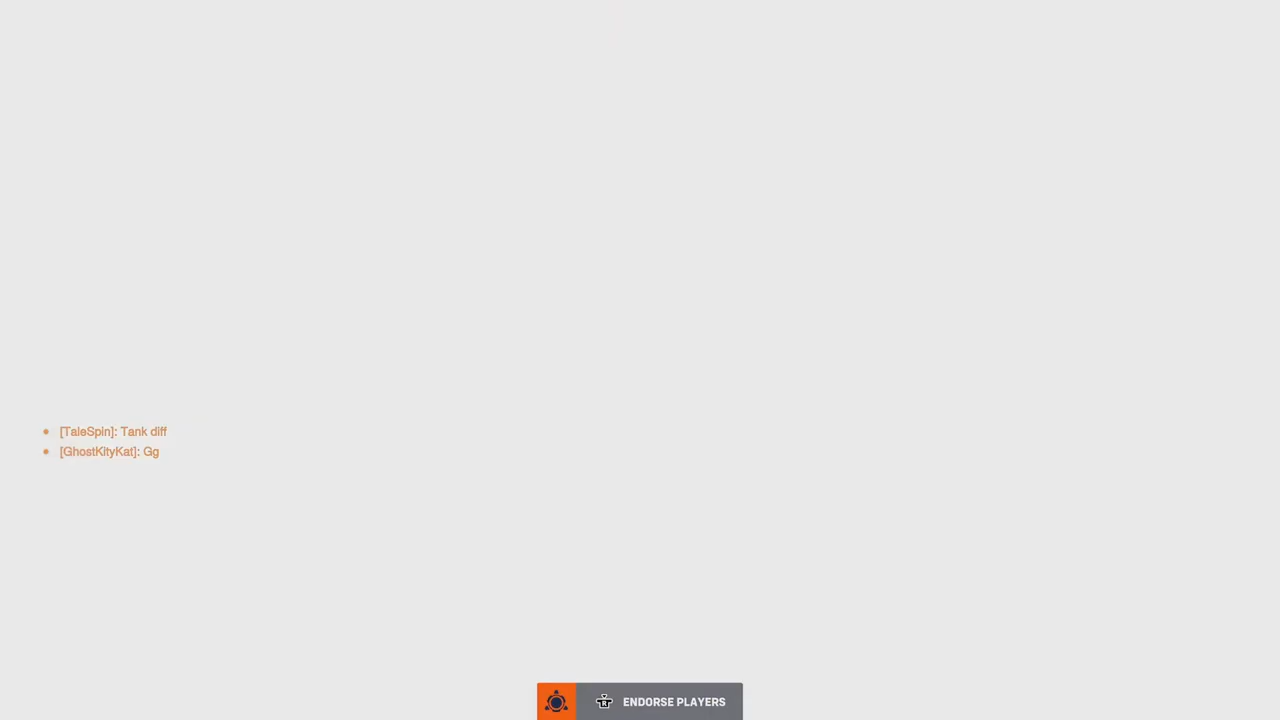 [TaleSpin]: Tank diff
[GhostKityKat]: Gg
R ENDORSE PLAYERS